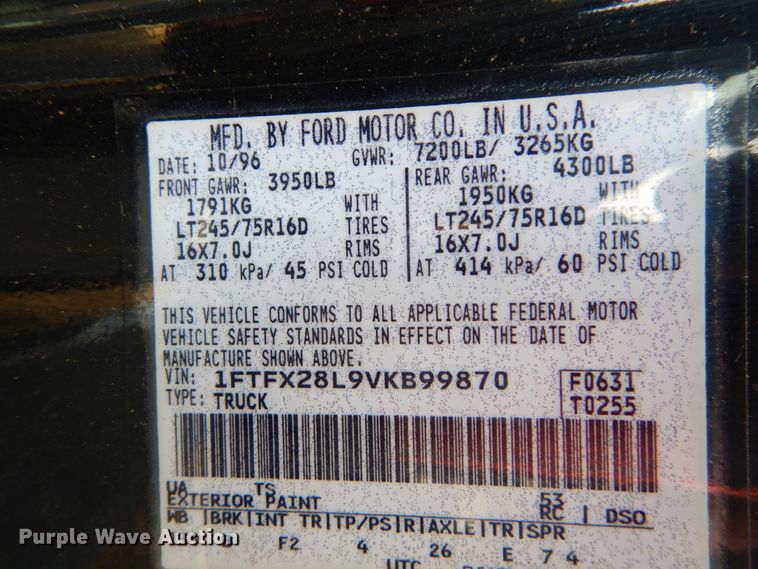 MFD. BY FORD MOTOR CO. IN U.S.A.
DATE: 10/96 GVWR: 7200LB/ 3265KG
FRONT GAWR: 3950LB REAR GAWR: 4300LB
1791KG WITH 1950KG WITH
LT245/75R16D TIRES LT245/75R16D TIRES
16X7.0J RIMS 16X7.0J RIMS
AT 310 kPa/ 45 PSI COLD AT 414 kPa/ 60 PSI COLD
THIS VEHICLE CONFORMS TO ALL APPLICABLE FEDERAL MOTOR
VEHICLE SAFETY STANDARDS IN EFFECT ON THE DATE OF
MANUFACTURE SHOWN ABOVE.
VIN: 1FTFX28L9VKB99870 F0631
TYPE: TRUCK T0255
UA TS 53
EXTERIOR PAINT RC DSO
WB BRK INT TR TP/PS R AXLE TR SPR
F2 4 26 E 7 4
UTC
Purple Wave Auction